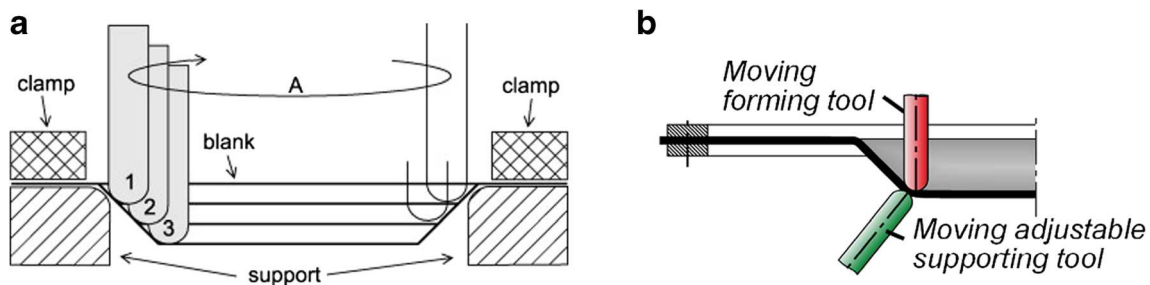 a
clamp
A
clamp
blank
1
2
3
support
b
Moving
forming tool
Moving adjustable
supporting tool